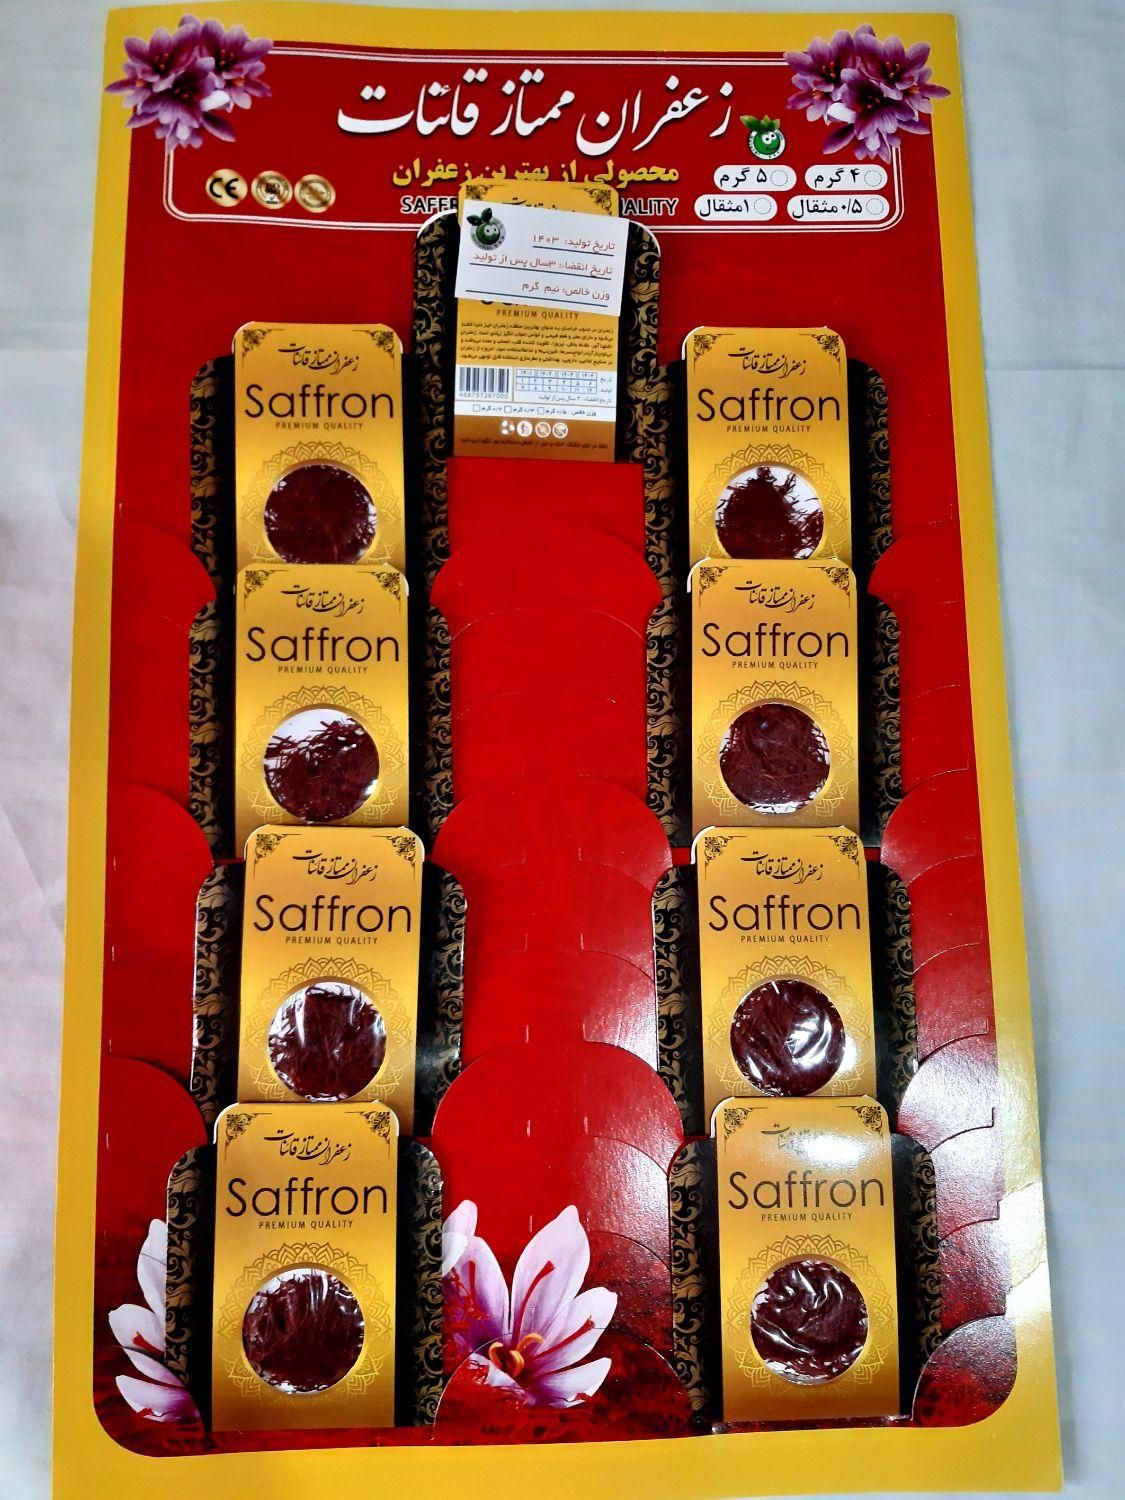 زعفران ممتاز قائنات
محصولی از بهترین زعفران
۴ گرم
۵ گرم
۰/۵ مثقال
۱ مثقال
تاریخ تولید: ۱۴۰۳
تاریخ انقضاء: ۳سال پس از تولید
وزن خالص: نیم گرم
PREMIUM QUALITY
زعفران ممتاز قائنات
Saffron
PREMIUM QUALITY
زعفران ممتاز قائنات
Saffron
PREMIUM QUALITY
زعفران ممتاز قائنات
Saffron
PREMIUM QUALITY
زعفران ممتاز قائنات
Saffron
PREMIUM QUALITY
زعفران ممتاز قائنات
Saffron
PREMIUM QUALITY
زعفران ممتاز قائنات
Saffron
PREMIUM QUALITY
زعفران ممتاز قائنات
Saffron
PREMIUM QUALITY
زعفران ممتاز قائنات
Saffron
PREMIUM QUALITY